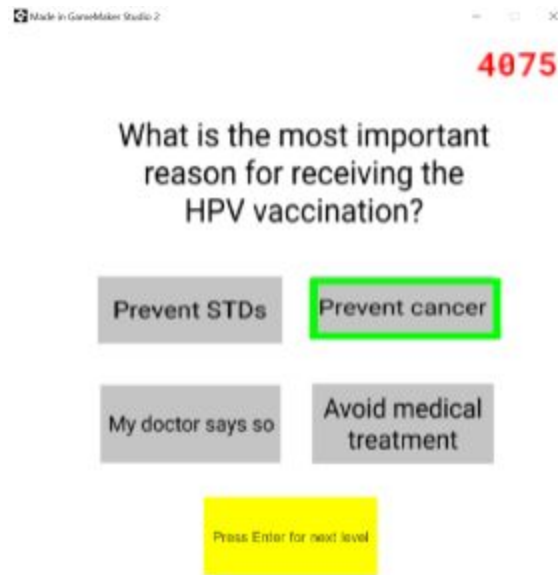 Made in GameMaker Studio 2
4075
What is the most important
reason for receiving the
HPV vaccination?
Prevent STDs
Prevent cancer
My doctor says so
Avoid medical
treatment
Press Enter for next level